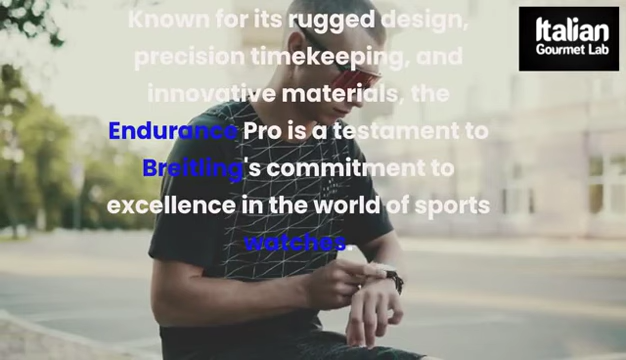 Known for its rugged design,
precision timekeeping, and
innovative materials, the
Endurance Pro is a testament to
Breitling's commitment to
excellence in the world of sports
watches.
Italian
Gourmet Lab